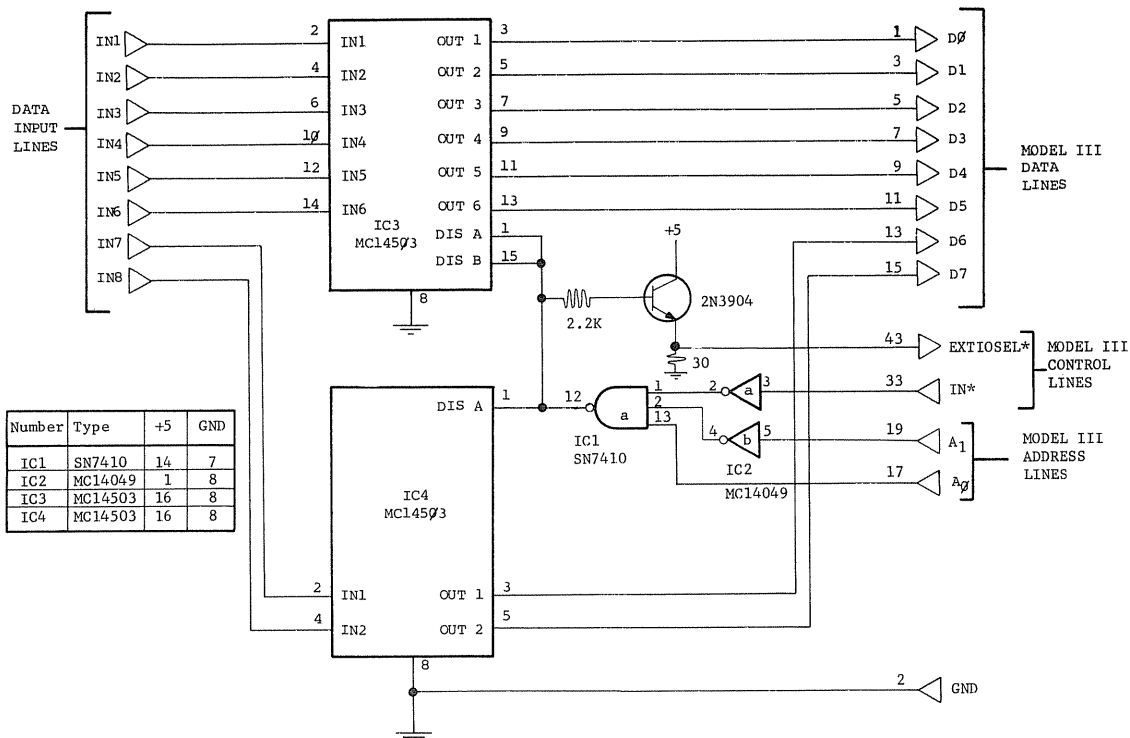 DATA
INPUT
LINES
IN1
IN2
IN3
IN4
IN5
IN6
IN7
IN8
2
4
6
1Ø
12
14
IN1
IN2
IN3
IN4
IN5
IN6
OUT 1
OUT 2
OUT 3
OUT 4
OUT 5
OUT 6
DIS A
DIS B
IC3
MC145Ø3
8
3
5
7
9
11
13
1
15
1
3
5
7
9
11
13
15
DØ
D1
D2
D3
D4
D5
D6
D7
MODEL III
DATA
LINES
+5
2N3904
2.2K
30
43
EXTIOSEL*
33
IN*
MODEL III
CONTROL
LINES
19
A1
17
AØ
MODEL III
ADDRESS
LINES
12
a
1
2
13
IC1
SN7410
2
a
3
4
b
5
IC2
MC14049
DIS A
1
IC4
MC145Ø3
2
4
IN1
IN2
OUT 1
OUT 2
3
5
8
2
GND
Number Type +5 GND
IC1 SN7410 14 7
IC2 MC14049 1 8
IC3 MC14503 16 8
IC4 MC14503 16 8